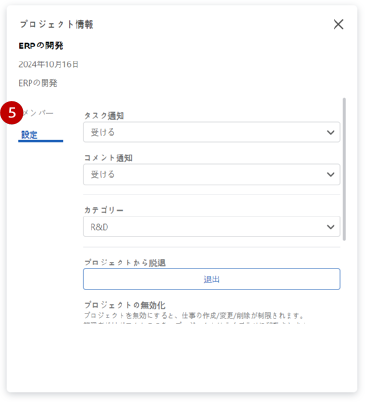 プロジェクト情報
ERPの開発
2024年10月16日
ERPの開発
5
メンバー
設定
タスク通知
受ける
コメント通知
受ける
カテゴリー
R&D
プロジェクトから脱退
退出
プロジェクトの無効化
プロジェクトを無効にすると、仕事の作成/変更/削除が制限されます。